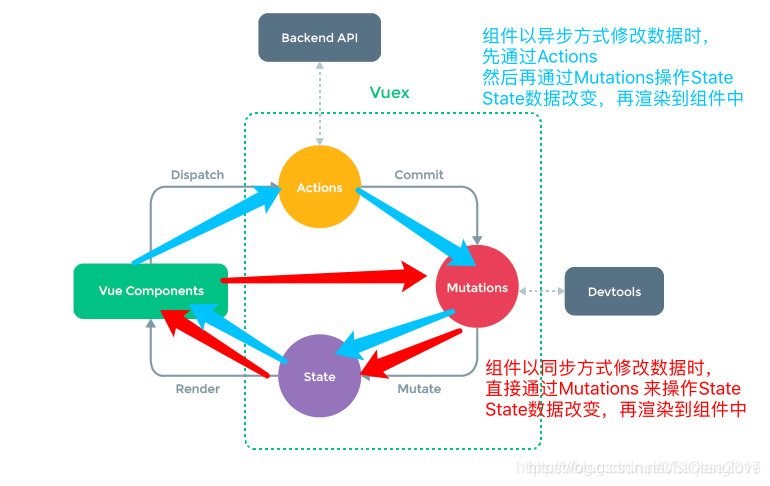 Backend API
组件以异步方式修改数据时，
先通过Actions
然后再通过Mutations操作State
State数据改变，再渲染到组件中
Vuex
Dispatch
Actions
Commit
Vue Components
Mutations
Devtools
State
Render
Mutate
组件以同步方式修改数据时，
直接通过Mutations 来操作State
State数据改变，再渲染到组件中